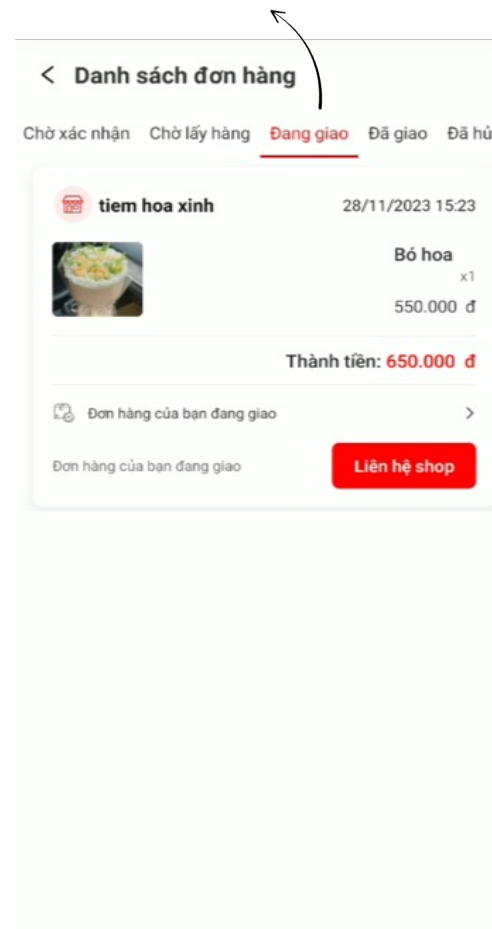 Danh sách đơn hàng
Chờ xác nhận Chờ lấy hàng Đang giao Đã giao Đã hủ
tiem hoa xinh 28/11/2023 15:23
Bó hoa
x1
550.000 đ
Thành tiền: 650.000 đ
Đơn hàng của bạn đang giao
Đơn hàng của bạn đang giao Liên hệ shop